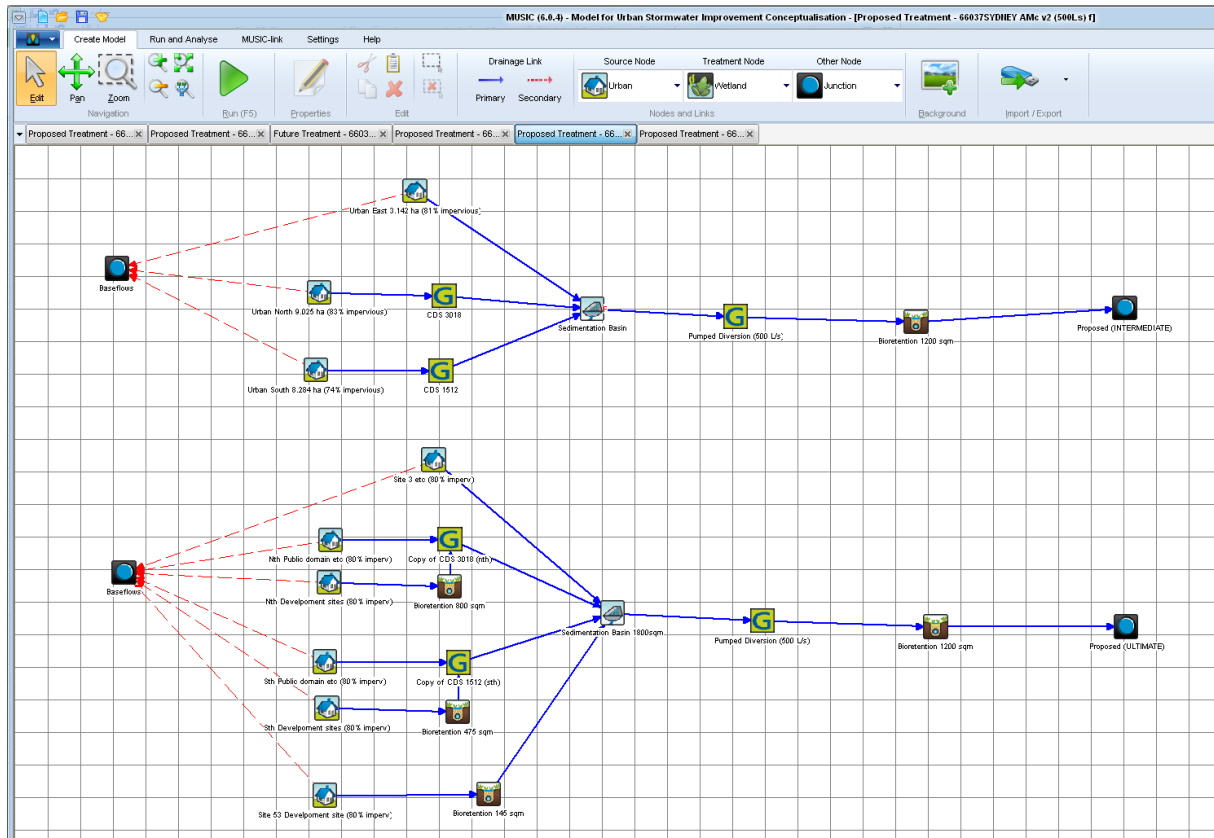 MUSIC (6.0.4) - Model for Urban Stormwater Improvement Conceptualisation - [Proposed Treatment - 66037SYDNEY AMc v2 (500Ls) f]
Create Model Run and Analyse MUSIC-link Settings Help
Drainage Link Source Node Treatment Node Other Node
Urban Wetland Junction
Edit Pan Zoom Primary Secondary
Navigation Run (F5) Properties Edit Nodes and Links Background Import / Export
Proposed Treatment - 66... Proposed Treatment - 66... Future Treatment - 6603... Proposed Treatment - 66... Proposed Treatment - 66... Proposed Treatment - 66...
Urban East 3.142 ha (81% impervious)
Baseflows
Urban North 9.025 ha (83% impervious)
CDS 3018
Sedimentation Basin
Pumped Diversion (500 L/s)
Bioretention 1200 sqm
Proposed (INTERMEDIATE)
Urban South 8.284 ha (74% impervious)
CDS 1512
Site 3 etc (80% imperv)
Nth Public domain etc (80% imperv)
Copy of CDS 3018 (nth)
Baseflows
Nth Develpoment sites (80% imperv)
Bioretention 800 sqm
Sedimentation Basin 1800sqm
Pumped Diversion (500 L/s)
Bioretention 1200 sqm
Proposed (ULTIMATE)
Sth Public domain etc (80% imperv)
Copy of CDS 1512 (sth)
Sth Develpoment sites (80% imperv)
Bioretention 475 sqm
Site 53 Develpoment site (80% imperv)
Bioretention 145 sqm